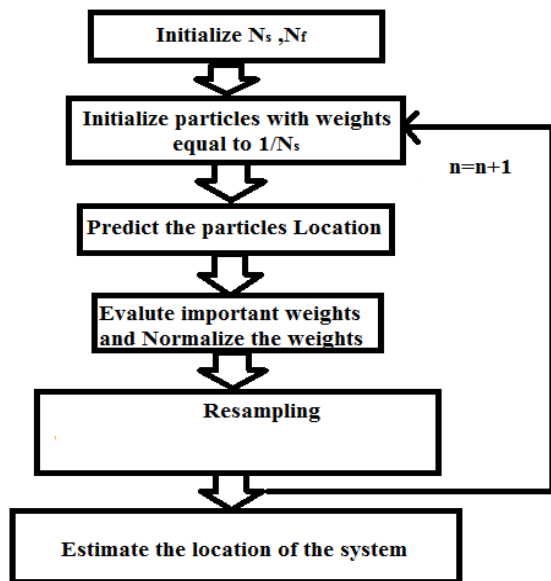 Initialize Ns ,Nf
Initialize particles with weights
equal to 1/Ns
n=n+1
Predict the particles Location
Evalute important weights
and Normalize the weights
Resampling
Estimate the location of the system